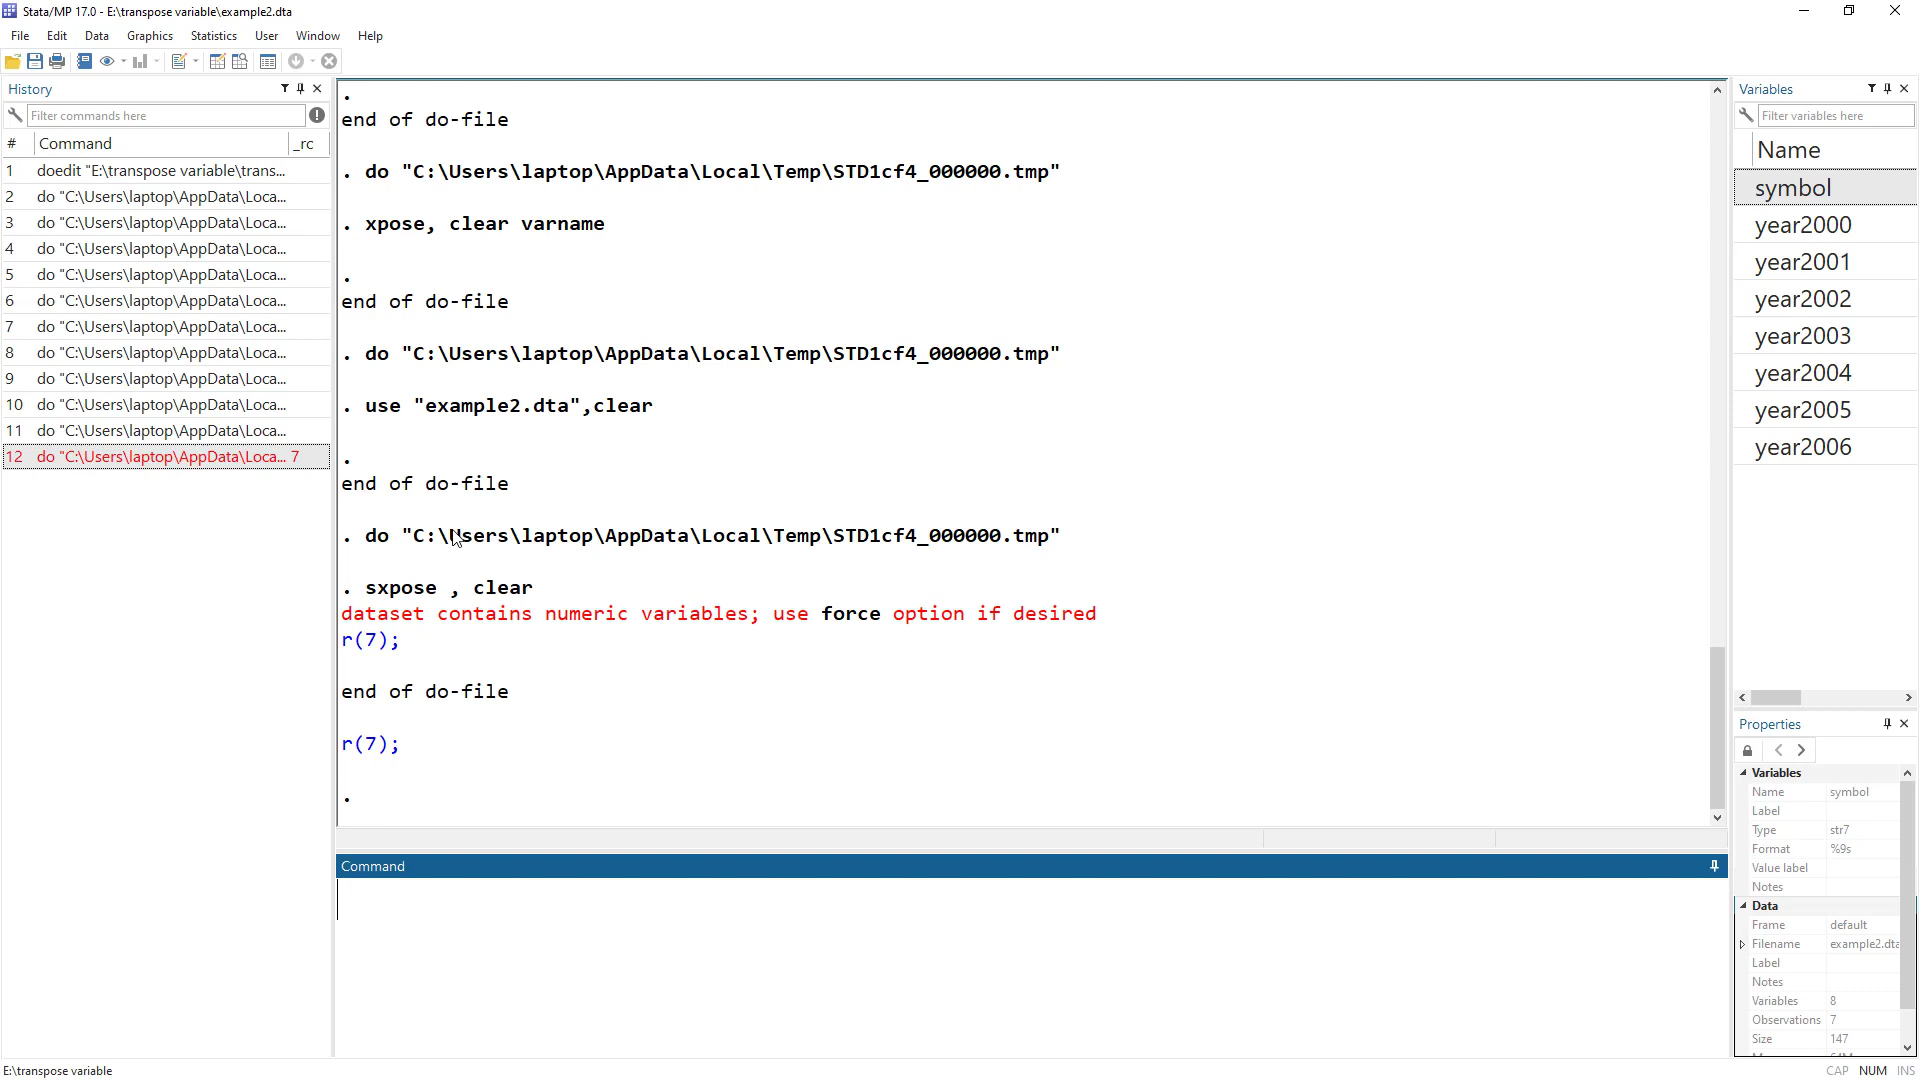 Stata/MP 17.0 - E:\transpose variable\example2.dta
File Edit Data Graphics Statistics User Window Help
History
Filter commands here
# Command _rc
1 doedit "E:\transpose variable\trans...
2 do "C:\Users\laptop\AppData\Loca...
3 do "C:\Users\laptop\AppData\Loca...
4 do "C:\Users\laptop\AppData\Loca...
5 do "C:\Users\laptop\AppData\Loca...
6 do "C:\Users\laptop\AppData\Loca...
7 do "C:\Users\laptop\AppData\Loca...
8 do "C:\Users\laptop\AppData\Loca...
9 do "C:\Users\laptop\AppData\Loca...
10 do "C:\Users\laptop\AppData\Loca...
11 do "C:\Users\laptop\AppData\Loca...
12 do "C:\Users\laptop\AppData\Loca... 7
.
end of do-file
. do "C:\Users\laptop\AppData\Local\Temp\STD1cf4_000000.tmp"
. xpose, clear varname
.
end of do-file
. do "C:\Users\laptop\AppData\Local\Temp\STD1cf4_000000.tmp"
. use "example2.dta",clear
.
end of do-file
. do "C:\Users\laptop\AppData\Local\Temp\STD1cf4_000000.tmp"
. sxpose , clear
dataset contains numeric variables; use force option if desired
r(7);
end of do-file
r(7);
.
Command
Variables
Filter variables here
Name
symbol
year2000
year2001
year2002
year2003
year2004
year2005
year2006
Properties
Variables
Name symbol
Label
Type str7
Format %9s
Value label
Notes
Data
Frame default
Filename example2.dta
Label
Notes
Variables 8
Observations 7
Size 147
E:\transpose variable
CAP NUM INS